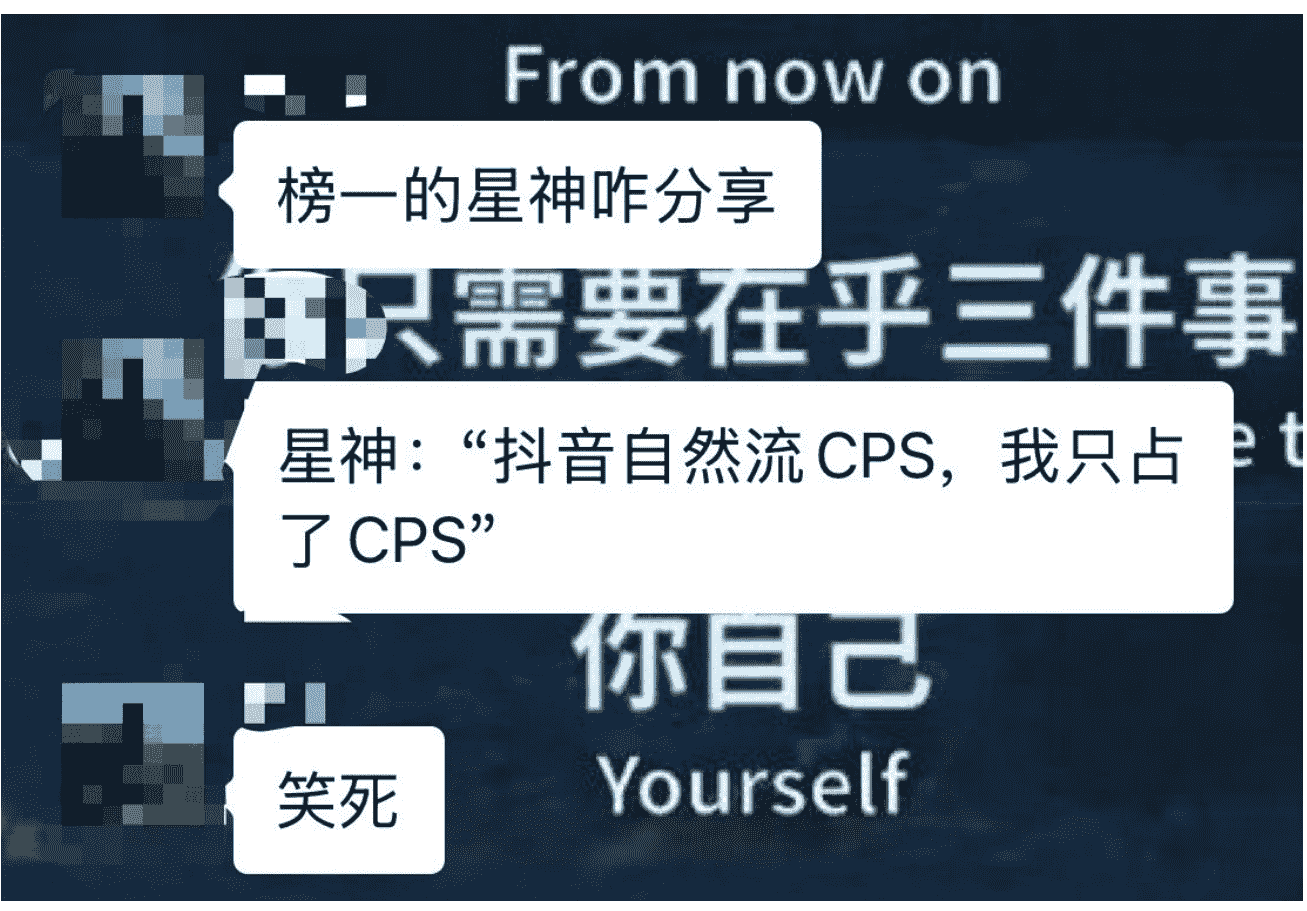 From now on
榜一的星神咋分享
只需要在乎三件事
星神：“抖音自然流CPS，我只占
了CPS”
你自己
Yourself
笑死